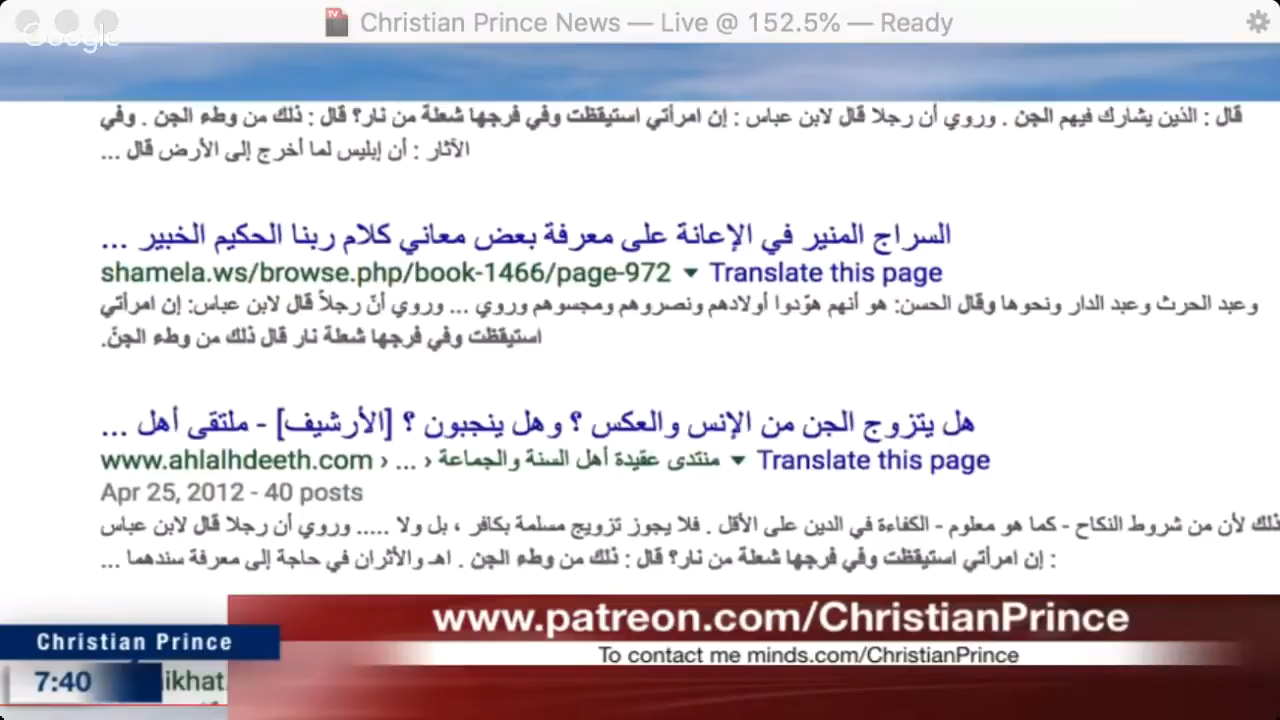 Google
Christian Prince News — Live @ 152.5% — Ready
قال : الذين يشارك فيهم الجن . وروي أن رجلا قال لابن عباس : إن امرأتي استيقظت وفي فرجها شعلة من نار؟ قال : ذلك من وطء الجن . وفي
الآثار : أن إبليس لما أخرج إلى الأرض قال ...
السراج المنير في الإعانة على معرفة بعض معاني كلام ربنا الحكيم الخبير ...
shamela.ws/browse.php/book-1466/page-972 ▼ Translate this page
وعبد الحرث وعبد الدار ونحوها وقال الحسن: هو أنهم هوّدوا أولادهم ونصروهم ومجسوهم وروي ... وروي أنّ رجلاً قال لابن عباس: إن امرأتي
استيقظت وفي فرجها شعلة نار قال ذلك من وطء الجنّ.
هل يتزوج الجن من الإنس والعكس ؟ وهل ينجبون ؟ [الأرشيف] - ملتقى أهل ...
www.ahlalhdeeth.com › ... › منتدى عقيدة أهل السنة والجماعة ▼ Translate this page
Apr 25, 2012 - 40 posts
ذلك لأن من شروط النكاح - كما هو معلوم - الكفاءة في الدين على الأقل . فلا يجوز تزويج مسلمة بكافر ، بل ولا ..... وروي أن رجلا قال لابن عباس
: إن امرأتي استيقظت وفي فرجها شعلة من نار؟ قال : ذلك من وطء الجن . اهـ والأثران في حاجة إلى معرفة سندهما ...
www.patreon.com/ChristianPrince
Christian Prince
To contact me minds.com/ChristianPrince
7:40
ikhat.